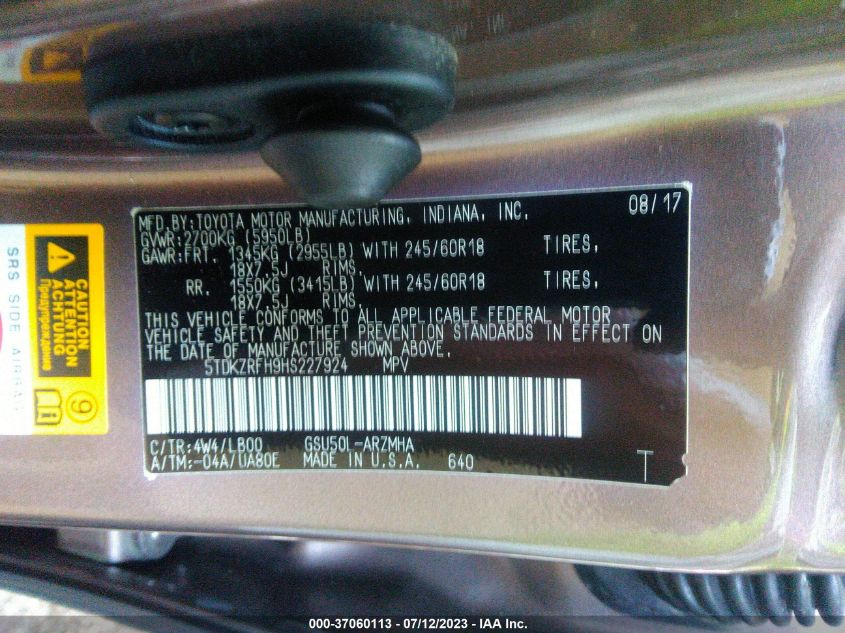 MFD.BY:TOYOTA MOTOR MANUFACTURING, INDIANA, INC. 08/17
GVWR:2700KG (5950LB)
GAWR:FRT. 1345KG (2955LB) WITH 245/60R18 TIRES,
18X7.5J RIMS,
RR. 1550KG (3415LB) WITH 245/60R18 TIRES,
18X7.5J RIMS.
THIS VEHICLE CONFORMS TO ALL APPLICABLE FEDERAL MOTOR
VEHICLE SAFETY AND THEFT PREVENTION STANDARDS IN EFFECT ON
THE DATE OF MANUFACTURE SHOWN ABOVE.
5TDKZRFH9HS227924 MPV
C/TR:4W4/LB00 GSU50L-ARZMHA
A/TM:-04A/UA80E MADE IN U.S.A. 640 T
SRS SIDE AIRBAG
CAUTION
ATTENTION
ACHTUNG
Предупреждение
9
000-37060113 - 07/12/2023 - IAA Inc.